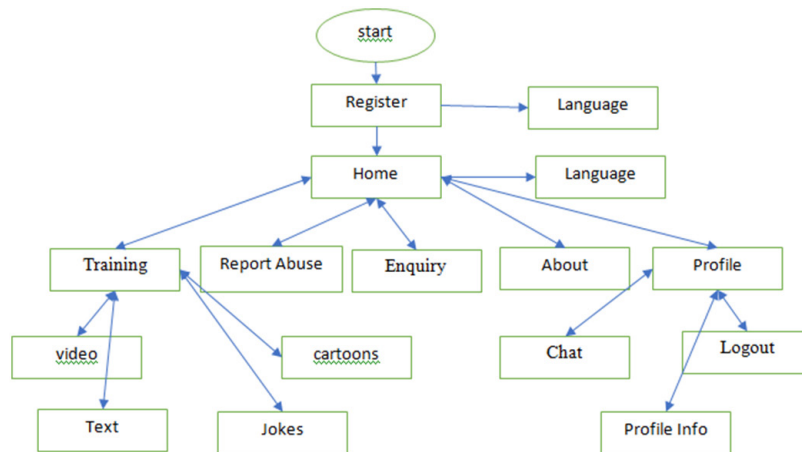 start
Register
Language
Home
Language
Training
Report Abuse
Enquiry
About
Profile
video
cartoons
Chat
Logout
Text
Jokes
Profile Info